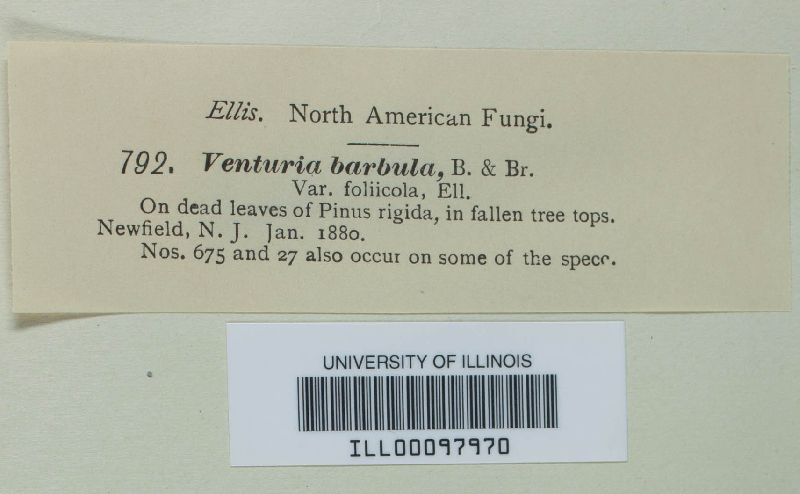 Ellis. North American Fungi.
792. Venturia barbula, B. & Br.
Var. foliicola, Ell.
On dead leaves of Pinus rigida, in fallen tree tops.
Newfield, N. J. Jan. 1880.
Nos. 675 and 27 also occur on some of the specc.
UNIVERSITY OF ILLINOIS
ILL00097970